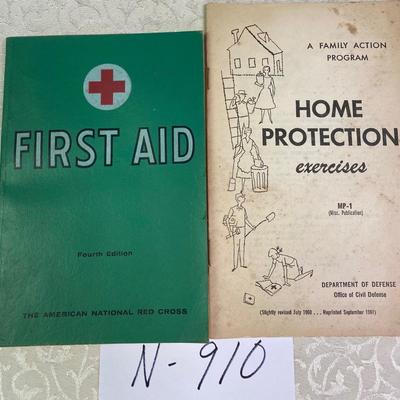 FIRST AID
Fourth Edition
THE AMERICAN NATIONAL RED CROSS
A FAMILY ACTION
PROGRAM
HOME
PROTECTION
exercises
MP-1
(Misc. Publication)
DEPARTMENT OF DEFENSE
Office of Civil Defense
(Slightly revised July 1960 . . . Reprinted September 1961)
N-910